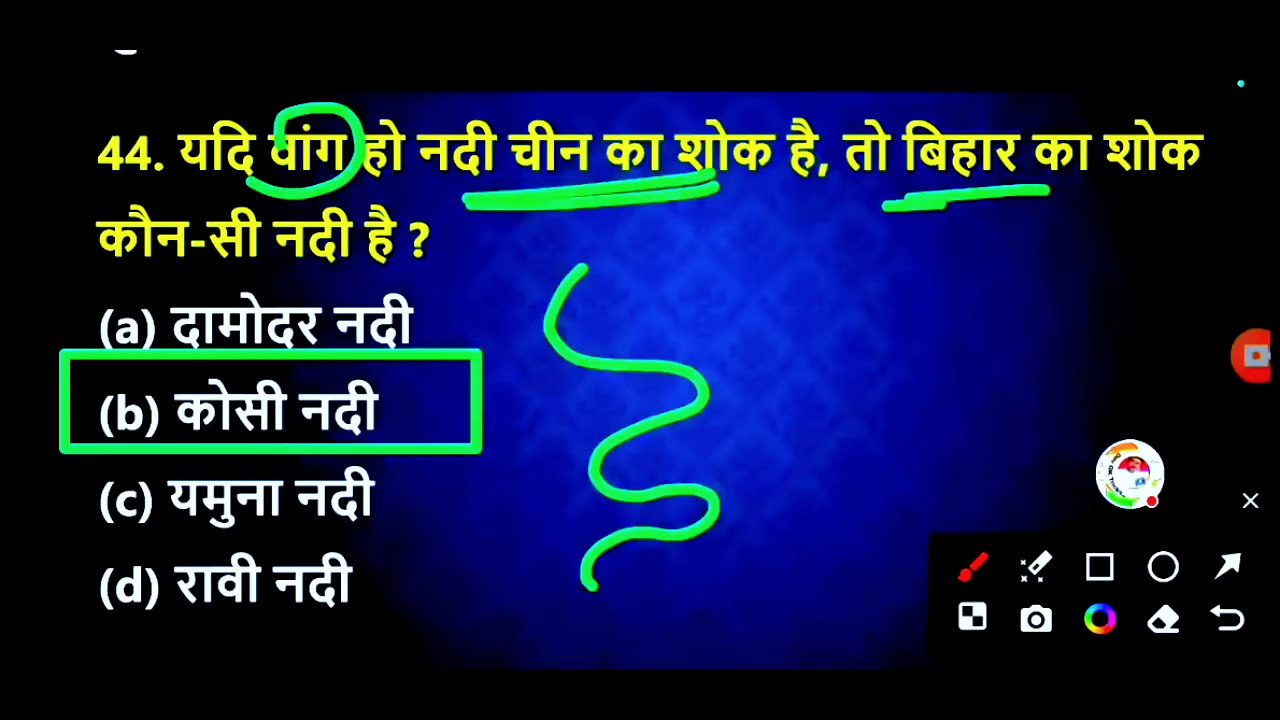 44. यदि वांग हो नदी चीन का शोक है, तो बिहार का शोक
कौन-सी नदी है ?
(a) दामोदर नदी
(b) कोसी नदी
(c) यमुना नदी
(d) रावी नदी